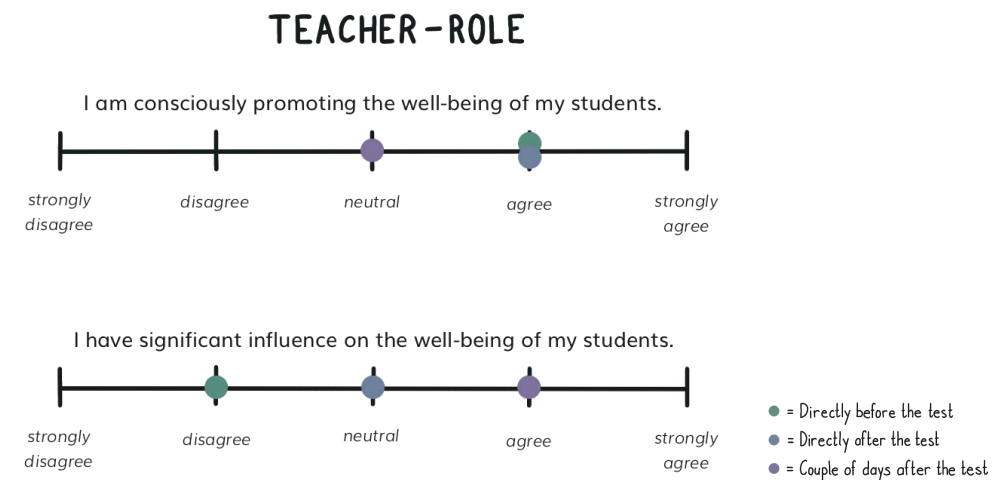 TEACHER-ROLE
I am consciously promoting the well-being of my students.
strongly
disagree
disagree
neutral
agree
strongly
agree
I have significant influence on the well-being of my students.
strongly
disagree
disagree
neutral
agree
strongly
agree
= Directly before the test
= Directly after the test
= Couple of days after the test